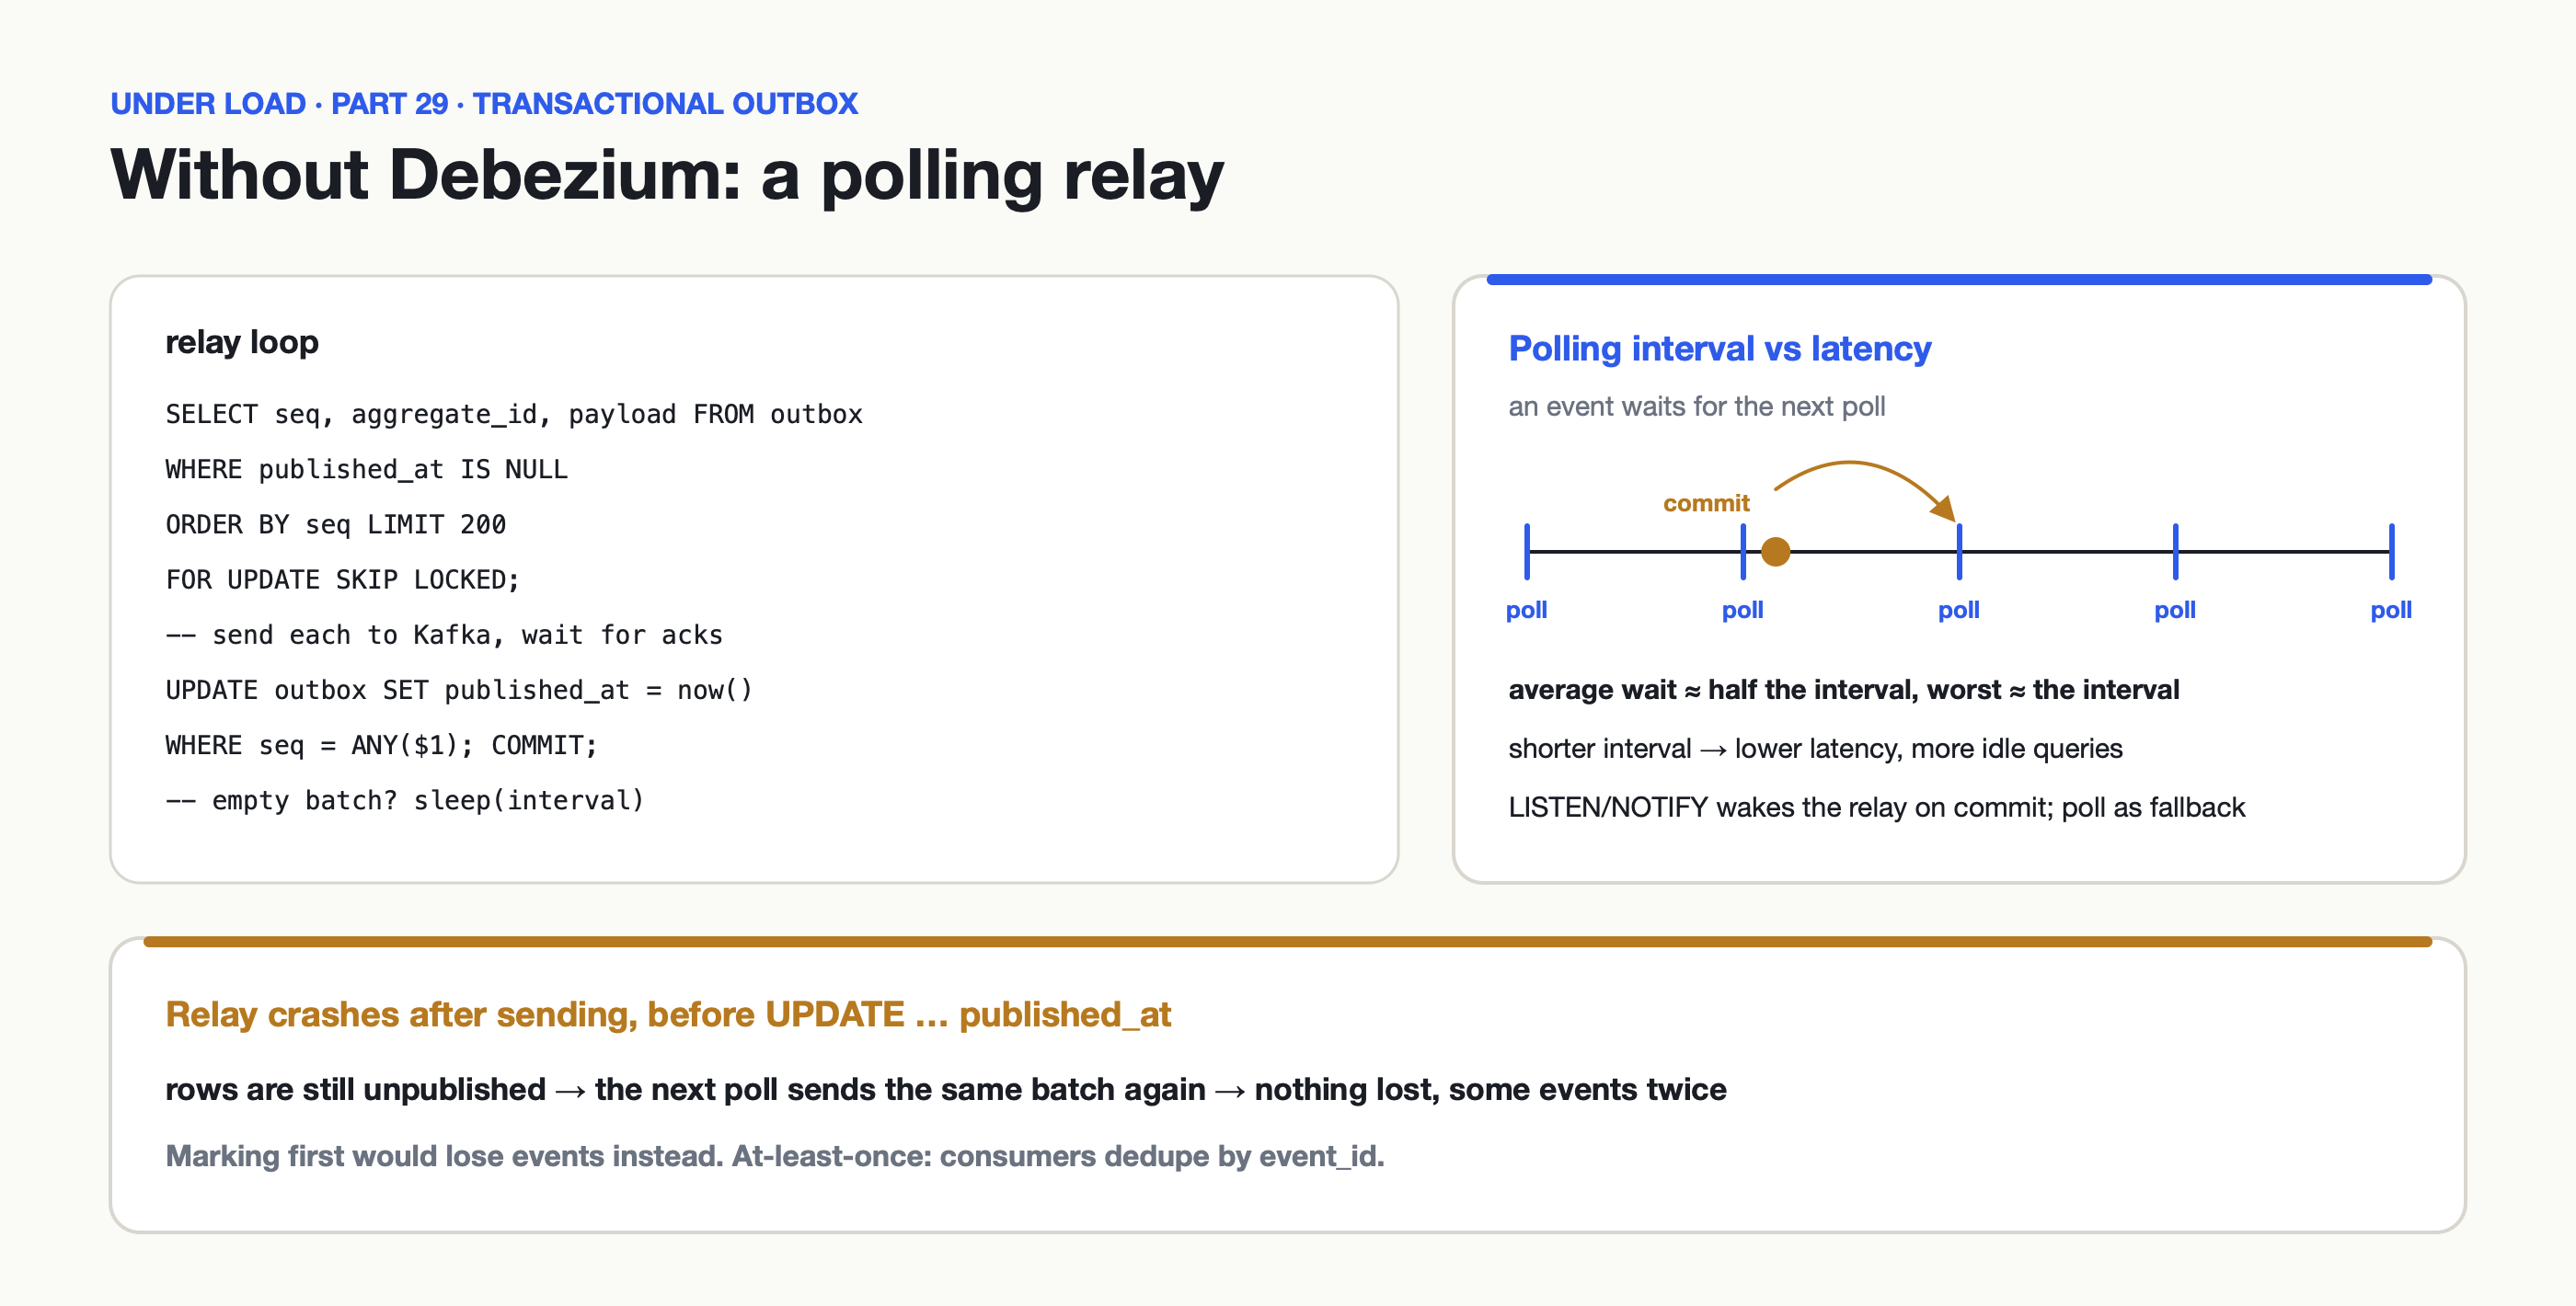 UNDER LOAD · PART 29 · TRANSACTIONAL OUTBOX
Without Debezium: a polling relay
relay loop
SELECT seq, aggregate_id, payload FROM outbox
WHERE published_at IS NULL
ORDER BY seq LIMIT 200
FOR UPDATE SKIP LOCKED;
-- send each to Kafka, wait for acks
UPDATE outbox SET published_at = now()
WHERE seq = ANY($1); COMMIT;
-- empty batch? sleep(interval)
Polling interval vs latency
an event waits for the next poll
commit
poll poll poll poll poll
average wait ≈ half the interval, worst ≈ the interval
shorter interval → lower latency, more idle queries
LISTEN/NOTIFY wakes the relay on commit; poll as fallback
Relay crashes after sending, before UPDATE … published_at
rows are still unpublished → the next poll sends the same batch again → nothing lost, some events twice
Marking first would lose events instead. At-least-once: consumers dedupe by event_id.